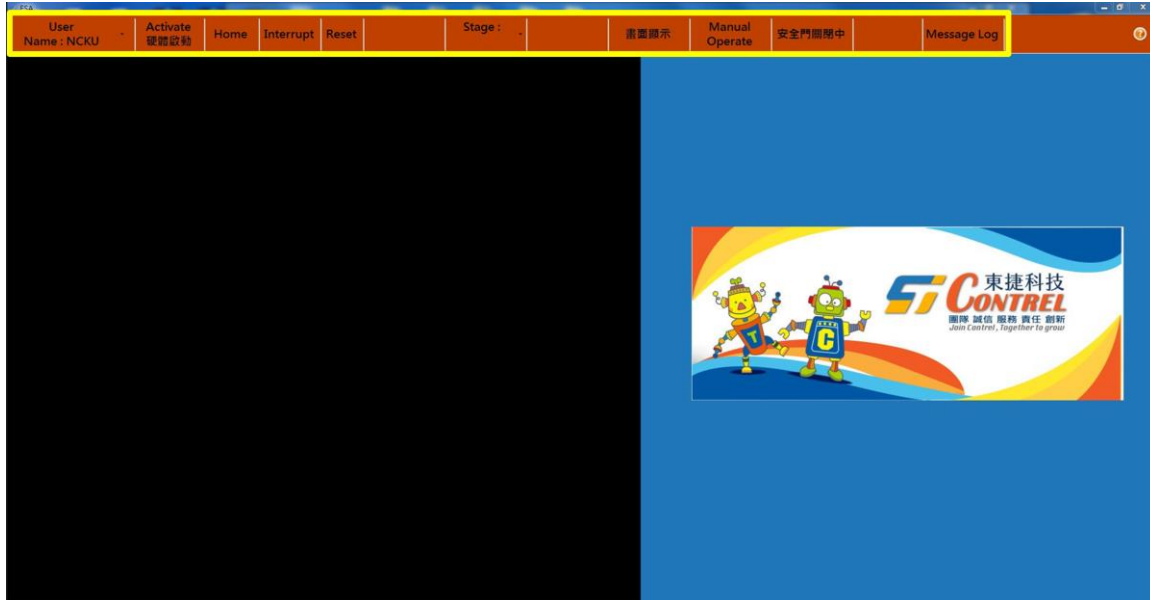 User
Name : NCKU
Activate
硬體啟動
Home
Interrupt
Reset
Stage :
畫面顯示
Manual
Operate
安全門關閉中
Message Log
?
東捷科技
CONTREL
團隊 誠信 服務 責任 創新
Join Contrel, Together to grow
T
C